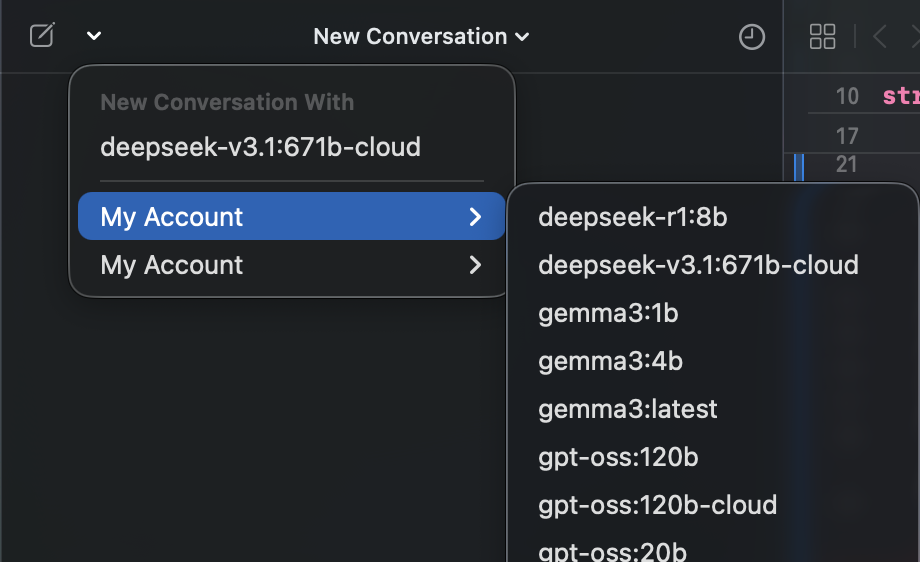 New Conversation
New Conversation With
deepseek-v3.1:671b-cloud
My Account
My Account
deepseek-r1:8b
deepseek-v3.1:671b-cloud
gemma3:1b
gemma3:4b
gemma3:latest
gpt-oss:120b
gpt-oss:120b-cloud
gpt-oss:20b
10 str
17
21